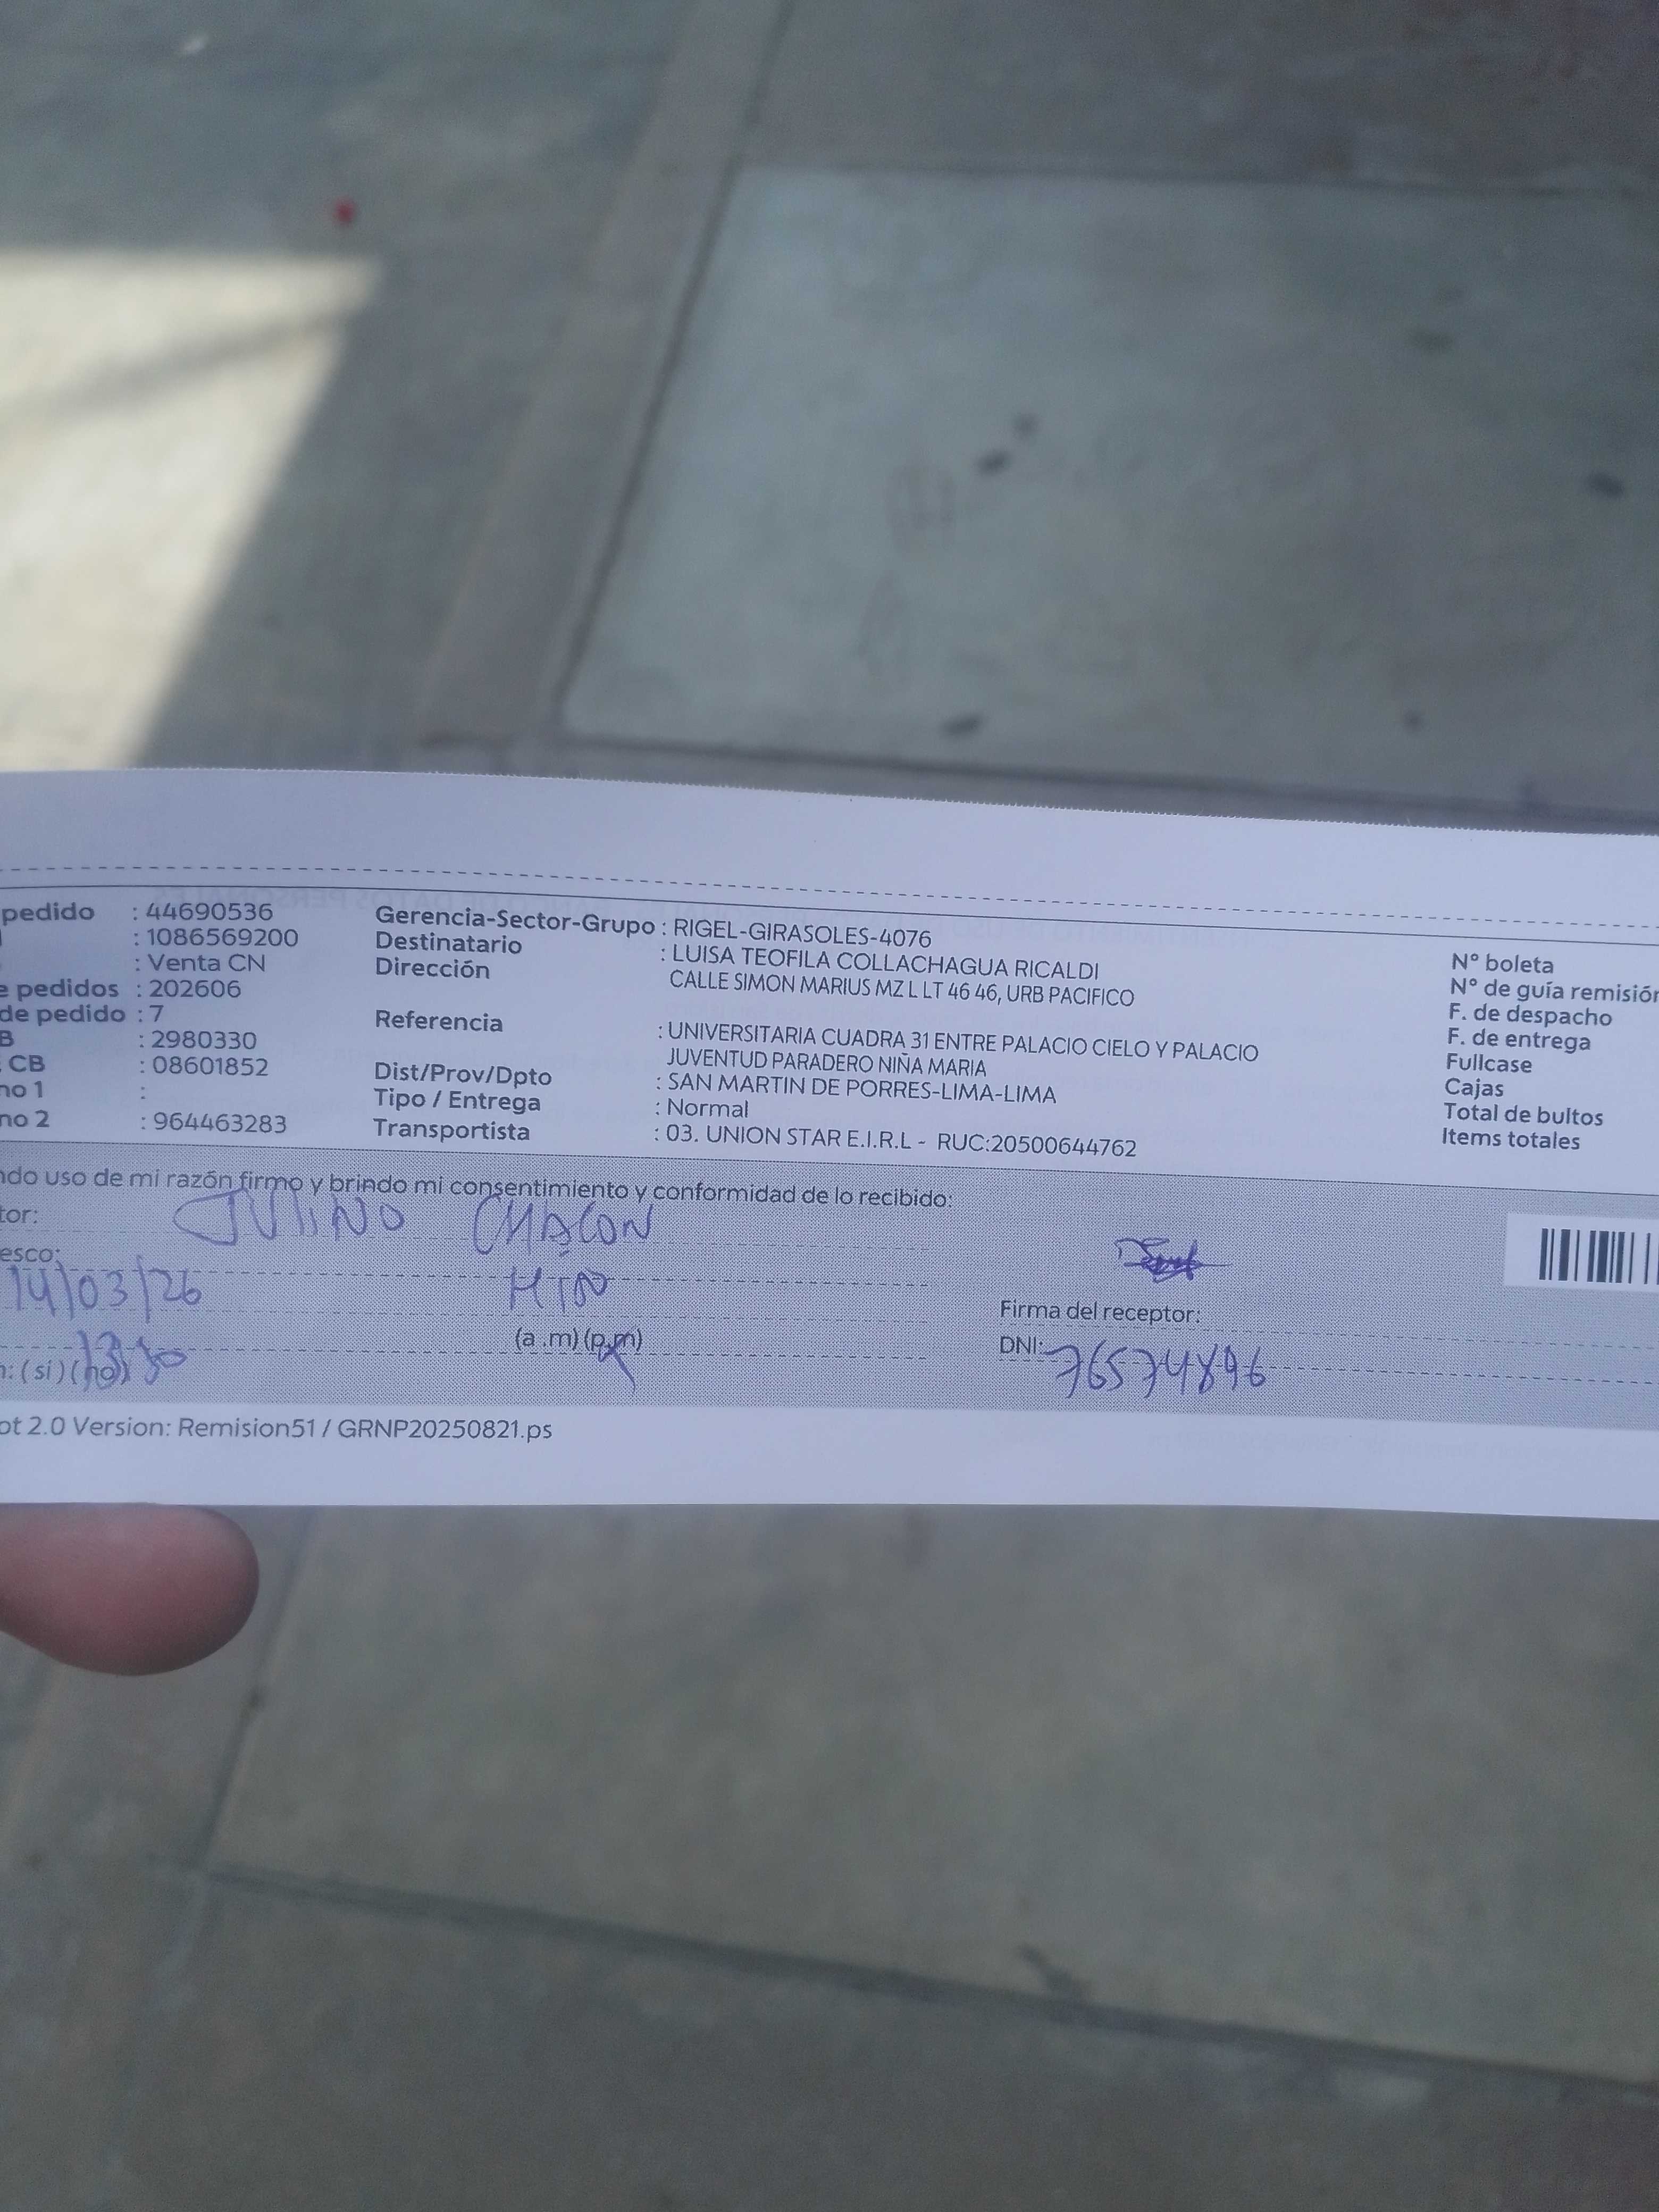 pedido : 44690536 Gerencia-Sector-Grupo : RIGEL-GIRASOLES-4076
: 1086569200 Destinatario : LUISA TEOFILA COLLACHAGUA RICALDI Nº boleta
: Venta CN Dirección CALLE SIMON MARIUS MZ L LT 46 46, URB PACIFICO Nº de guía remisión
e pedidos : 202606 F. de despacho
de pedido : 7 Referencia : UNIVERSITARIA CUADRA 31 ENTRE PALACIO CIELO Y PALACIO F. de entrega
B : 2980330 JUVENTUD PARADERO NIÑA MARIA Fullcase
CB : 08601852 Dist/Prov/Dpto : SAN MARTIN DE PORRES-LIMA-LIMA Cajas
no 1 : Tipo / Entrega : Normal Total de bultos
no 2 : 964463283 Transportista : 03. UNION STAR E.I.R.L - RUC:20500644762 Items totales
ndo uso de mi razón firmo y brindo mi consentimiento y conformidad de lo recibido:
tor: CHACON
esco:
14/03/26
Firma del receptor:
(a .m) (p.m) DNI: 76574896
n: (si) (no)
ot 2.0 Version: Remision51 / GRNP20250821.ps